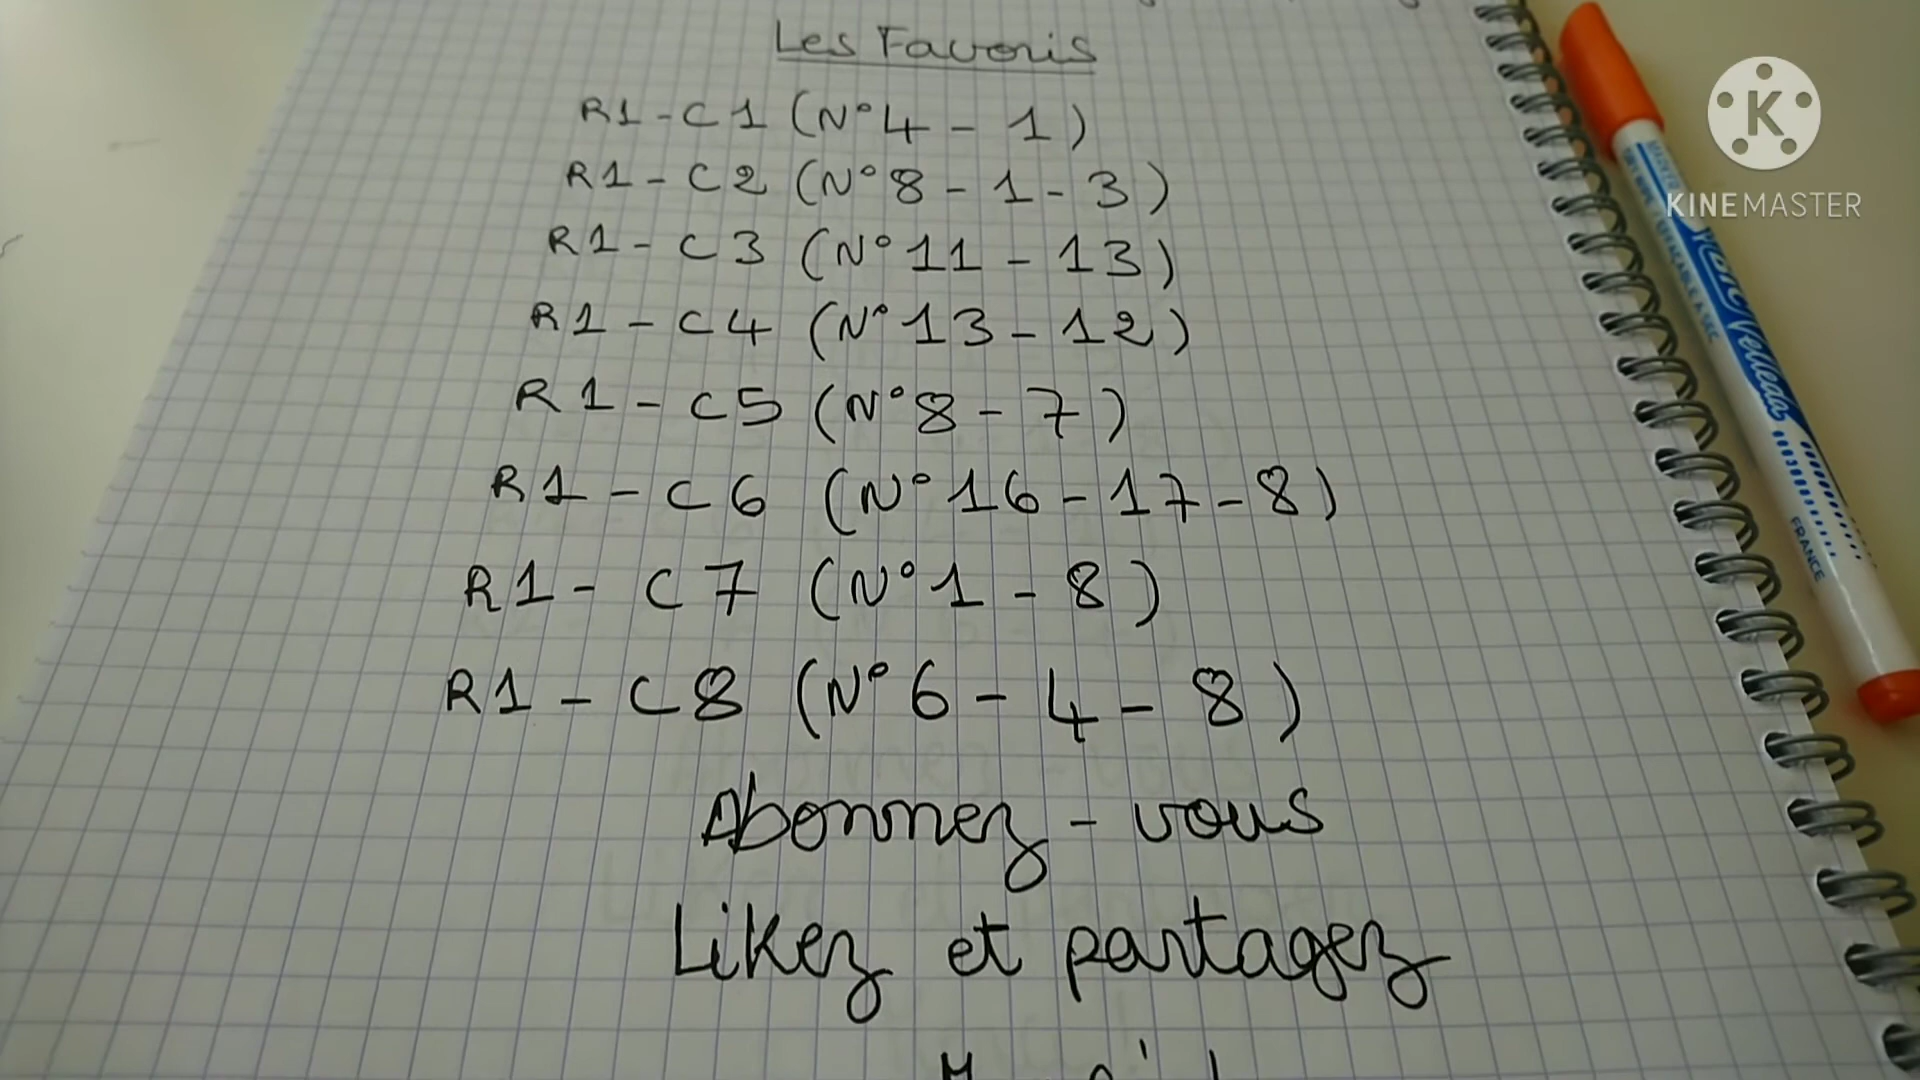 Les Favoris
R1-C1 (N°4-1)
R1-C2 (N°8-1-3)
R1-C3 (N°11-13)
R1-C4 (N°13-12)
R1-C5 (N°8-7)
R1-C6 (N°16-17-8)
R1-C7 (N°1-8)
R1-C8 (N°6-4-8)
Abonnez-vous
Likez et partagez
K
KINEMASTER
Velleda
FRANCE